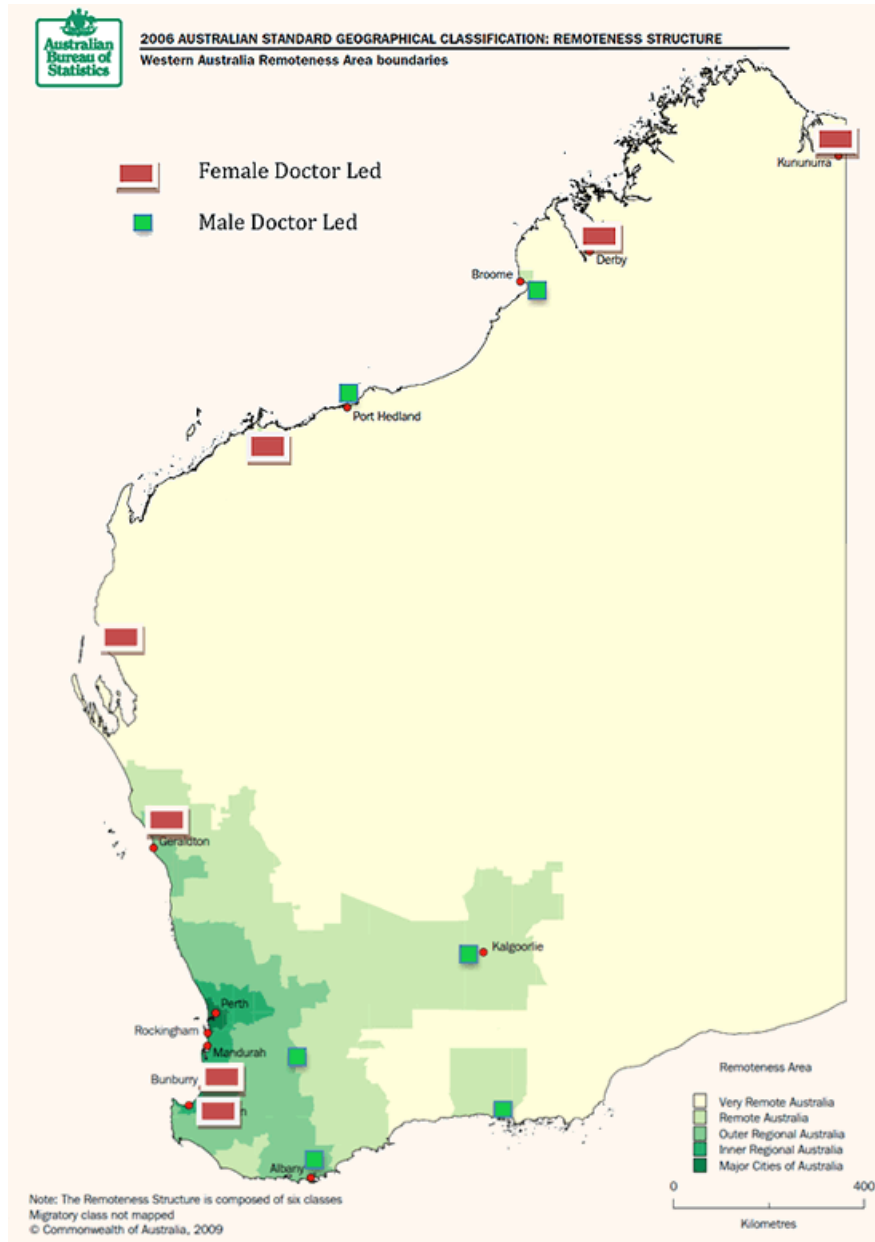 Australian
Bureau of
Statistics
2006 AUSTRALIAN STANDARD GEOGRAPHICAL CLASSIFICATION: REMOTENESS STRUCTURE
Western Australia Remoteness Area boundaries
Female Doctor Led
Male Doctor Led
Kununurra
Derby
Broome
Port Hedland
Geraldton
Kalgoorlie
Perth
Rockingham
Mandurah
Bunburry
n
Albany
Remoteness Area
Very Remote Australia
Remote Australia
Outer Regional Australia
Inner Regional Australia
Major Cities of Australia
0 400
Kilometres
Note: The Remoteness Structure is composed of six classes
Migratory class not mapped
© Commonwealth of Australia, 2009